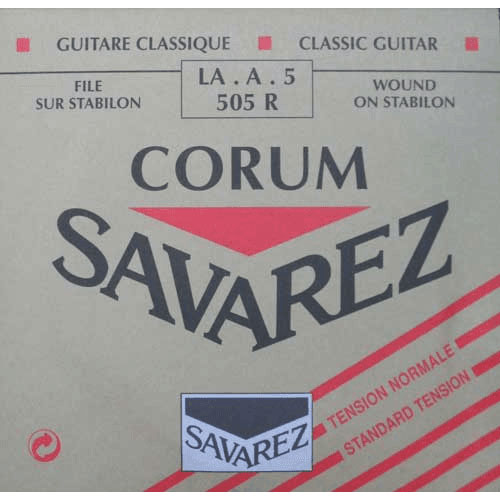 GUITARE CLASSIQUE CLASSIC GUITAR
FILE
SUR STABILON
LA . A . 5
505 R
WOUND
ON STABILON
CORUM
SAVAREZ
TENSION NORMALE
STANDARD TENSION
SAVAREZ